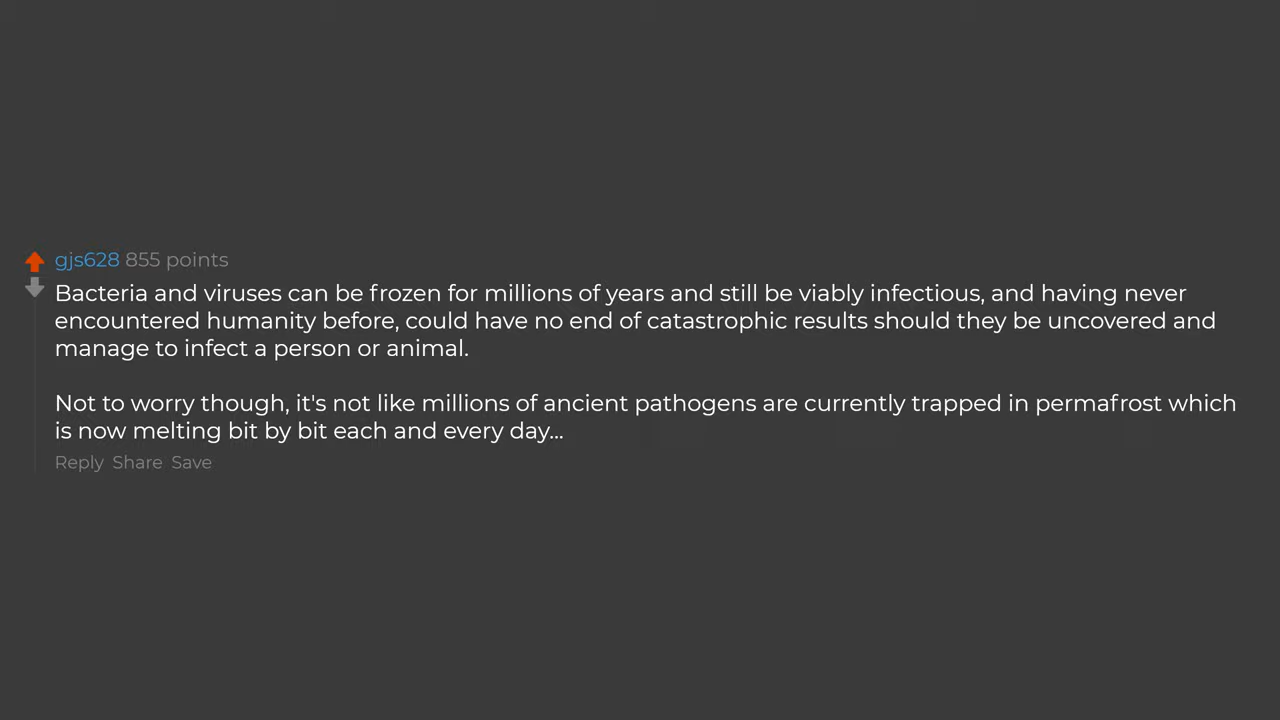 gjs628 855 points
Bacteria and viruses can be frozen for millions of years and still be viably infectious, and having never
encountered humanity before, could have no end of catastrophic results should they be uncovered and
manage to infect a person or animal.
Not to worry though, it's not like millions of ancient pathogens are currently trapped in permafrost which
is now melting bit by bit each and every day...
Reply Share Save